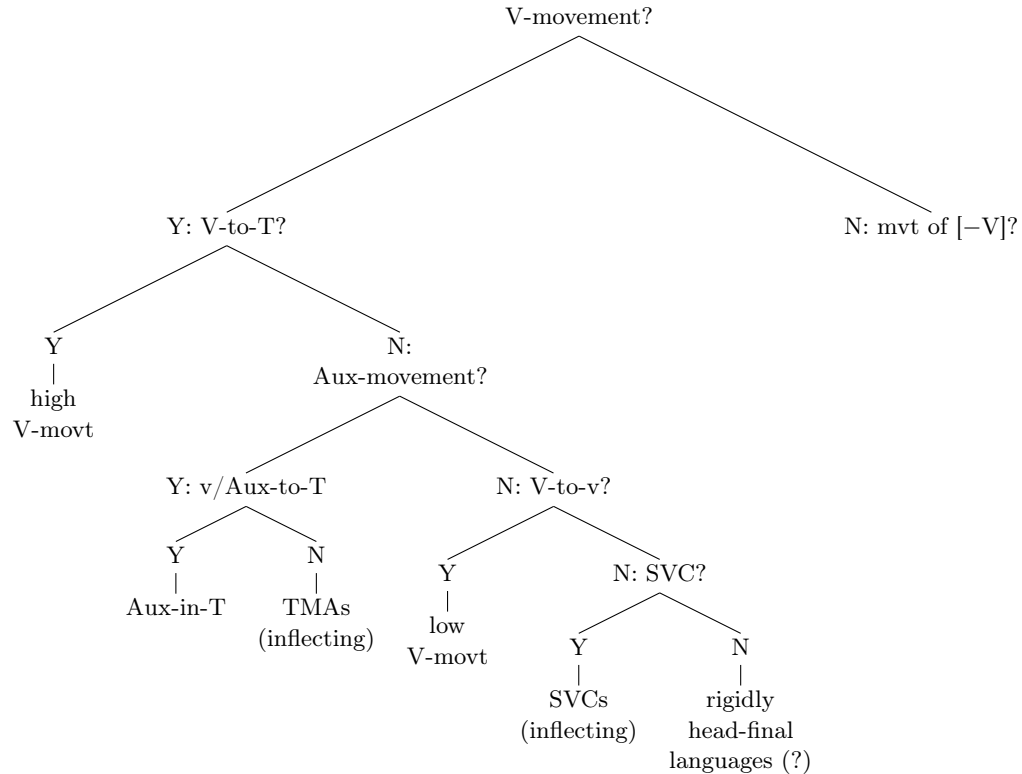 V-movement?
Y: V-to-T?
N: mvt of [−V]?
Y
high
V-movt
N:
Aux-movement?
Y: v/Aux-to-T
N: V-to-v?
Y
Aux-in-T
N
TMAs
(inflecting)
Y
low
V-movt
N: SVC?
Y
SVCs
(inflecting)
N
rigidly
head-final
languages (?)